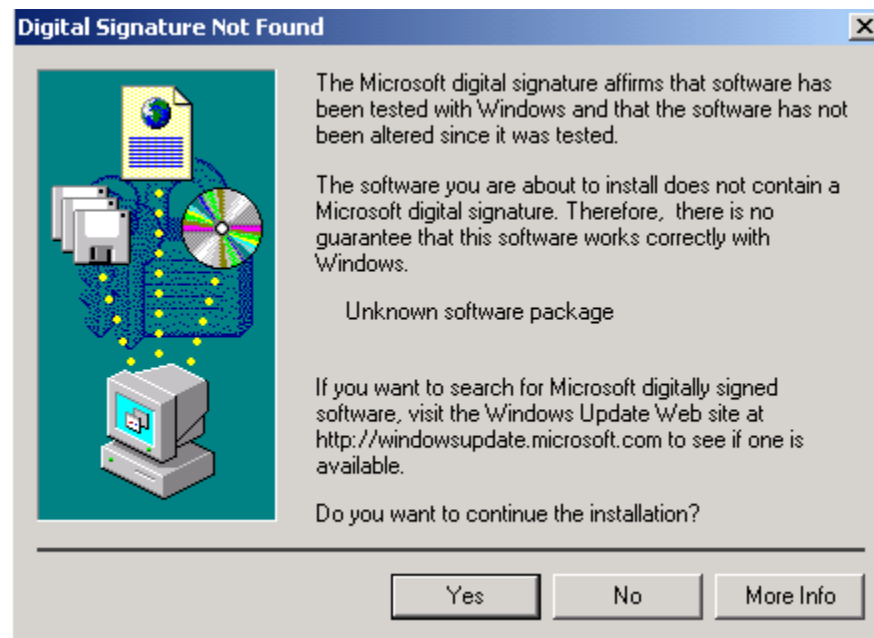 Digital Signature Not Found
The Microsoft digital signature affirms that software has
been tested with Windows and that the software has not
been altered since it was tested.
The software you are about to install does not contain a
Microsoft digital signature. Therefore, there is no
guarantee that this software works correctly with
Windows.
Unknown software package
If you want to search for Microsoft digitally signed
software, visit the Windows Update Web site at
http://windowsupdate.microsoft.com to see if one is
available.
Do you want to continue the installation?
Yes No More Info